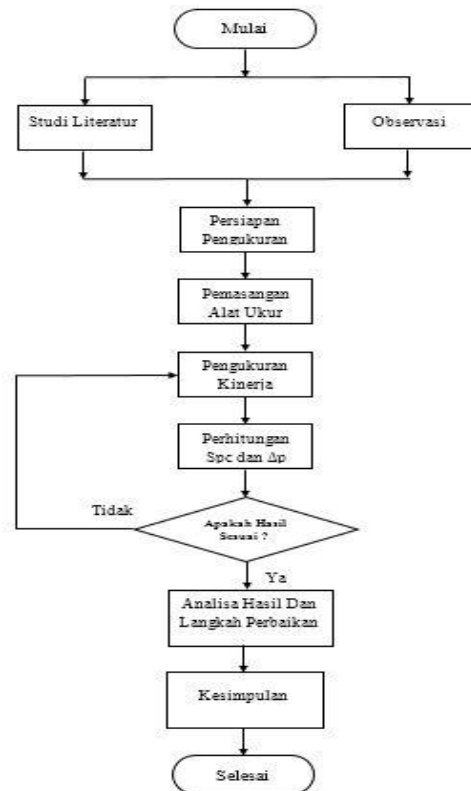 Mulai
Studi Literatur
Observasi
Persiapan
Pengukuran
Pemasangan
Alat Ukur
Pengukuran
Kinerja
Perhitungan
Spc dan Δp
Tidak
Apakah Hasil
Sesuai ?
Ya
Analisa Hasil Dan
Langkah Perbaikan
Kesimpulan
Selesai